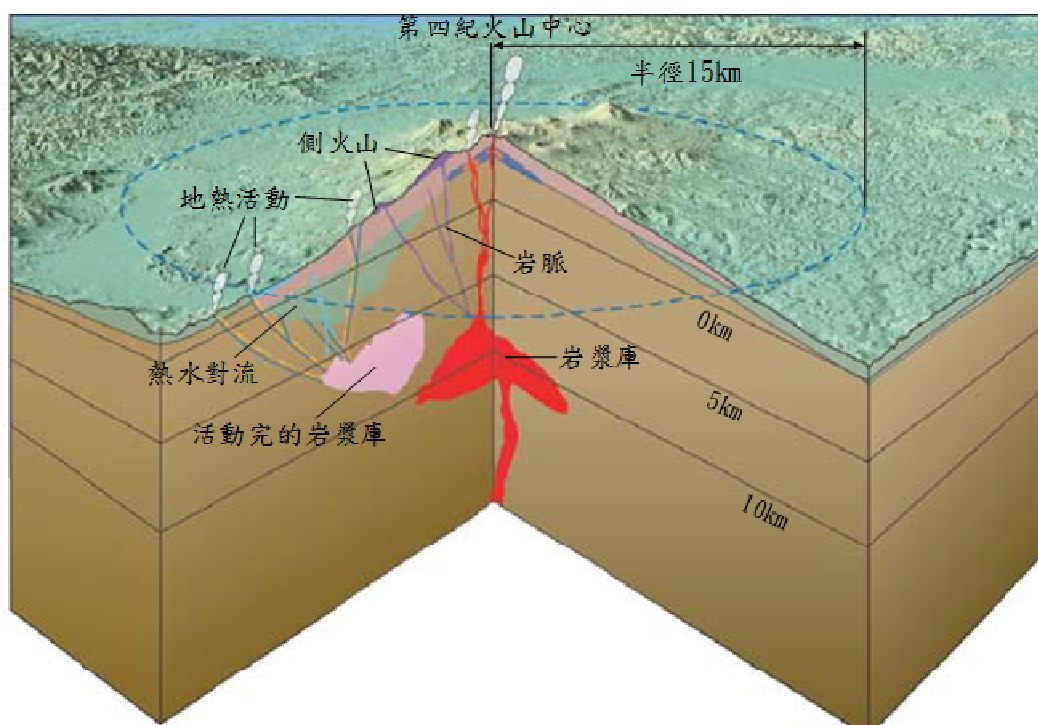 第四紀火山中心
半徑15km
側火山
地熱活動
岩脈
0km
熱水對流
岩漿庫
5km
活動完的岩漿庫
10km